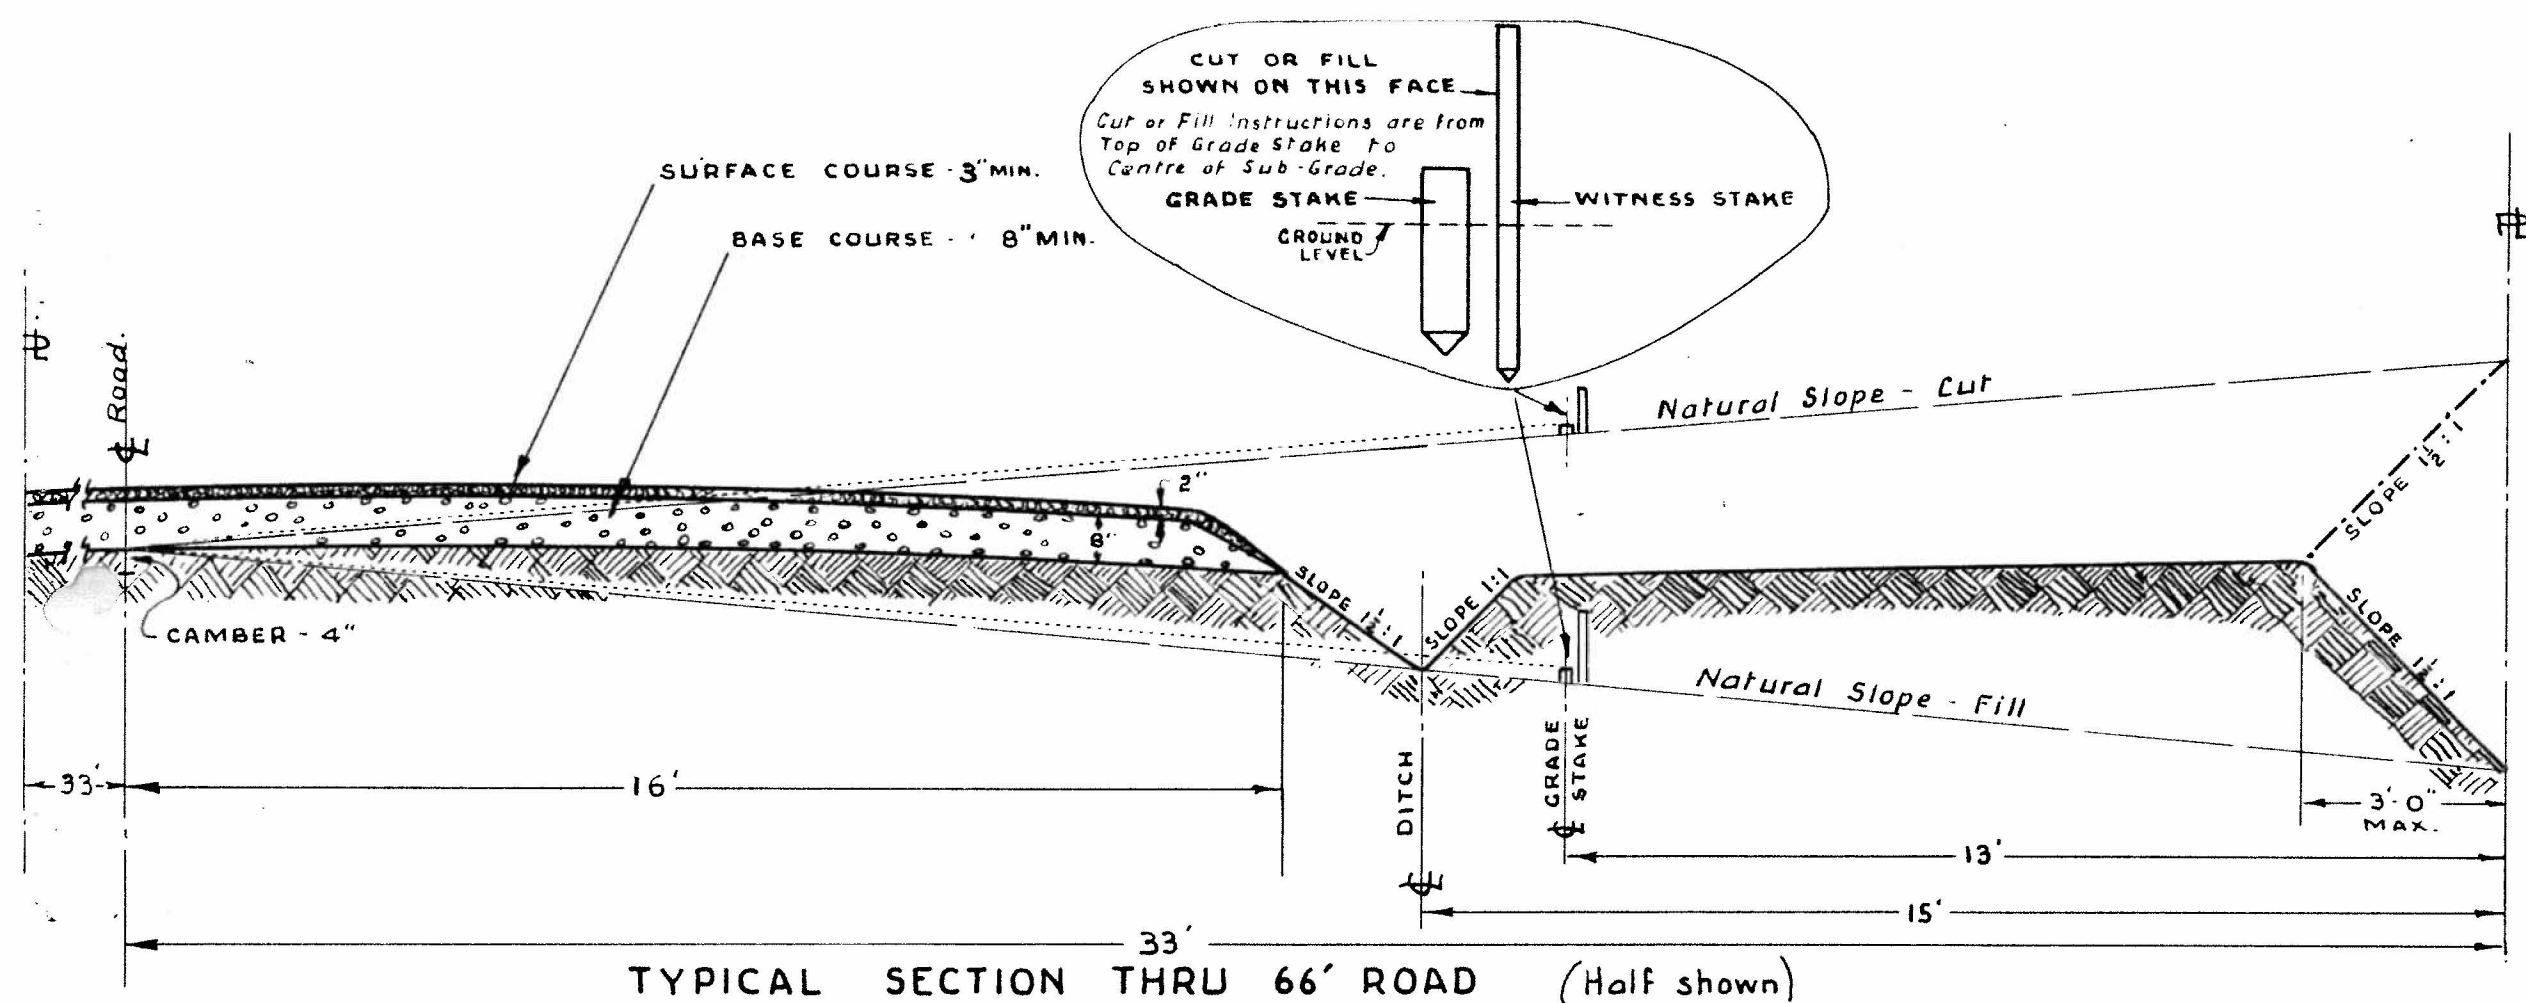 CUT OR FILL
SHOWN ON THIS FACE
Cut or Fill Instructions are from
Top of Grade Stake to
Centre of Sub-Grade.
GRADE STAKE
WITNESS STAKE
GROUND
LEVEL
SURFACE COURSE - 3" MIN.
BASE COURSE - 8" MIN.
Road.
Natural Slope - Cut
SLOPE 1½:1
2"
8"
SLOPE 1½:1
SLOPE 1:1
SLOPE 1½:1
CAMBER - 4"
Natural Slope - Fill
33'
16'
DITCH
GRADE
STAKE
3'-0"
MAX.
13'
15'
33'
TYPICAL SECTION THRU 66' ROAD (Half shown)